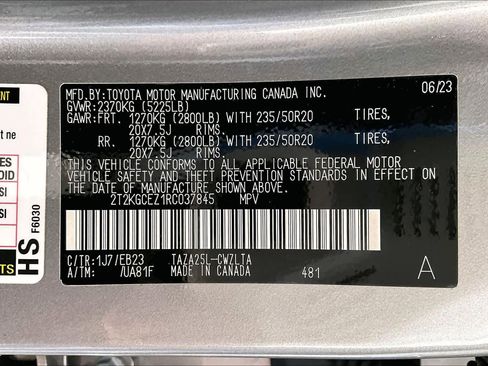 MFD.BY:TOYOTA MOTOR MANUFACTURING CANADA INC.
06/23
GVWR:2370KG (5225LB)
GAWR:FRT. 1270KG (2800LB) WITH 235/50R20 TIRES,
20X7.5J RIMS.
RR. 1270KG (2800LB) WITH 235/50R20 TIRES,
20X7.5J RIMS.
THIS VEHICLE CONFORMS TO ALL APPLICABLE FEDERAL MOTOR
VEHICLE SAFETY AND THEFT PREVENTION STANDARDS IN EFFECT ON
THE DATE OF MANUFACTURE SHOWN ABOVE.
2T2KGCEZ1RC037845 MPV
C/TR:1J7/EB23 TAZA25L-CWZLTA
A/TM: /UA81F MADE IN CANADA 481
A
HS
F6030